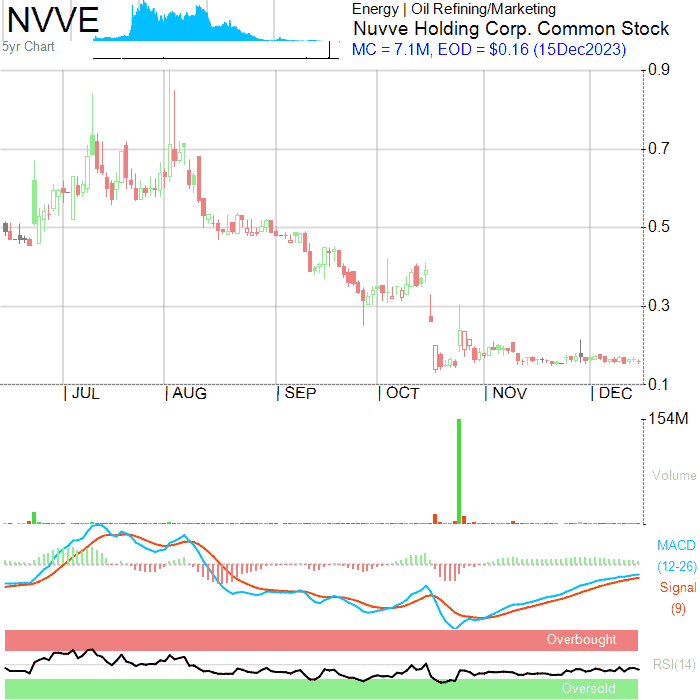 NVVE
5yr Chart
Energy | Oil Refining/Marketing
Nuvve Holding Corp. Common Stock
MC = 7.1M, EOD = $0.16 (15Dec2023)
0.9
0.7
0.5
0.3
0.1
| JUL | AUG | SEP | OCT | NOV | DEC
154M
Volume
MACD
(12-26)
Signal
(9)
Overbought
RSI(14)
Oversold